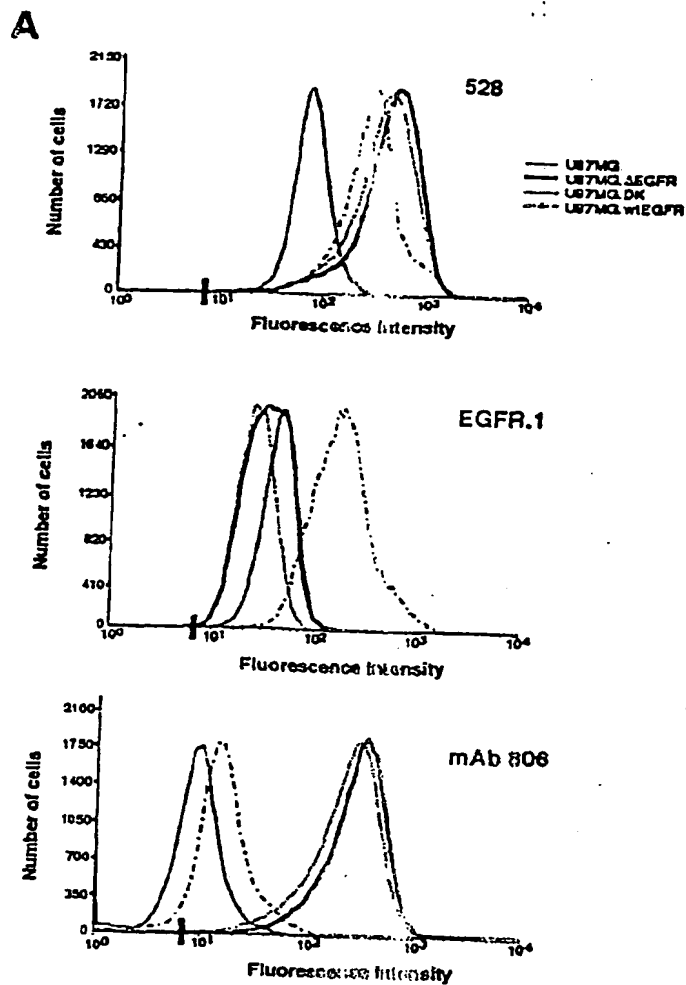 A
2150
528
1720
1290
860
430
0
Number of cells
10⁰ 10¹ 10² 10³ 10⁴
Fluorescence Intensity
U87MG
U87MG.ΔEGFR
U87MG.DK
U87MG.wtEGFR
2050
EGFR.1
1640
1230
820
410
0
Number of cells
10⁰ 10¹ 10² 10³ 10⁴
Fluorescence Intensity
2100
1750
mAb 806
1400
1050
700
350
0
Number of cells
10⁰ 10¹ 10² 10³ 10⁴
Fluorescence Intensity